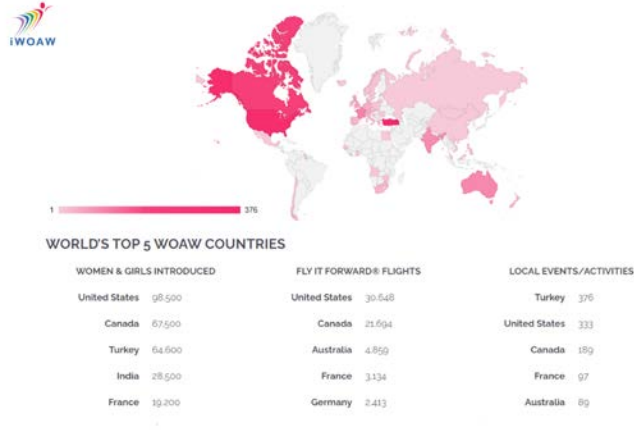 iWOAW
1 376
WORLD'S TOP 5 WOAW COUNTRIES
WOMEN & GIRLS INTRODUCED FLY IT FORWARD® FLIGHTS LOCAL EVENTS/ACTIVITIES
United States 98,500 United States 30,648 Turkey 376
Canada 67,500 Canada 21,694 United States 333
Turkey 64,600 Australia 4,859 Canada 189
India 28,500 France 3,134 France 97
France 19,200 Germany 2,413 Australia 89